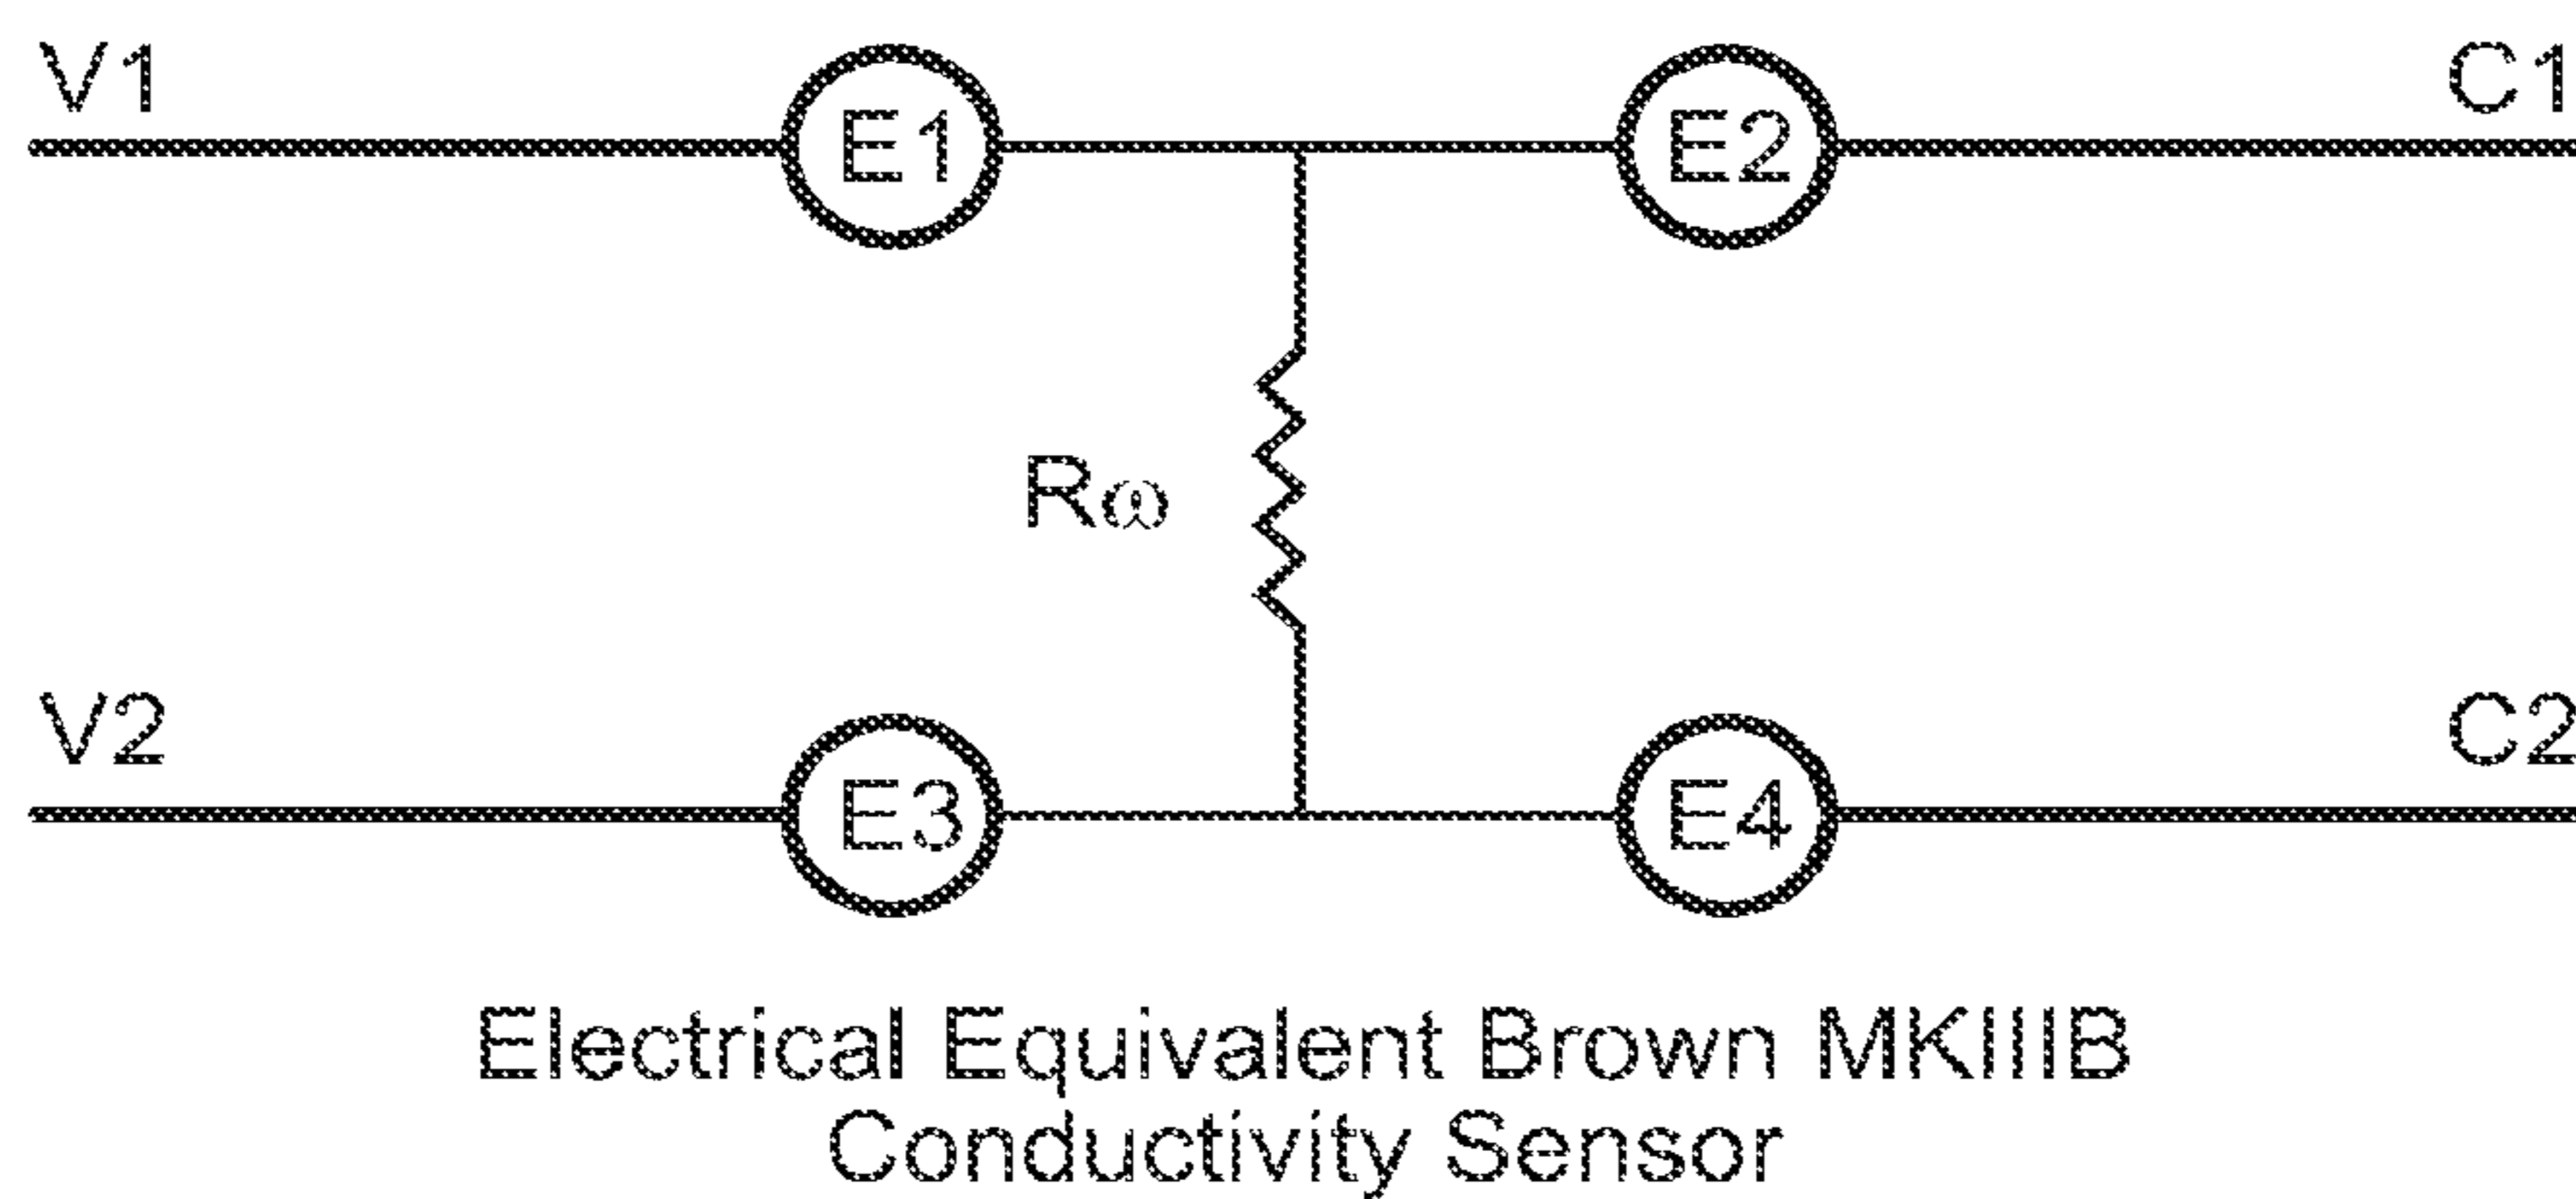 V1 E1 E2 C1
Rω
V2 E3 E4 C2
Electrical Equivalent Brown MKIIIB
Conductivity Sensor